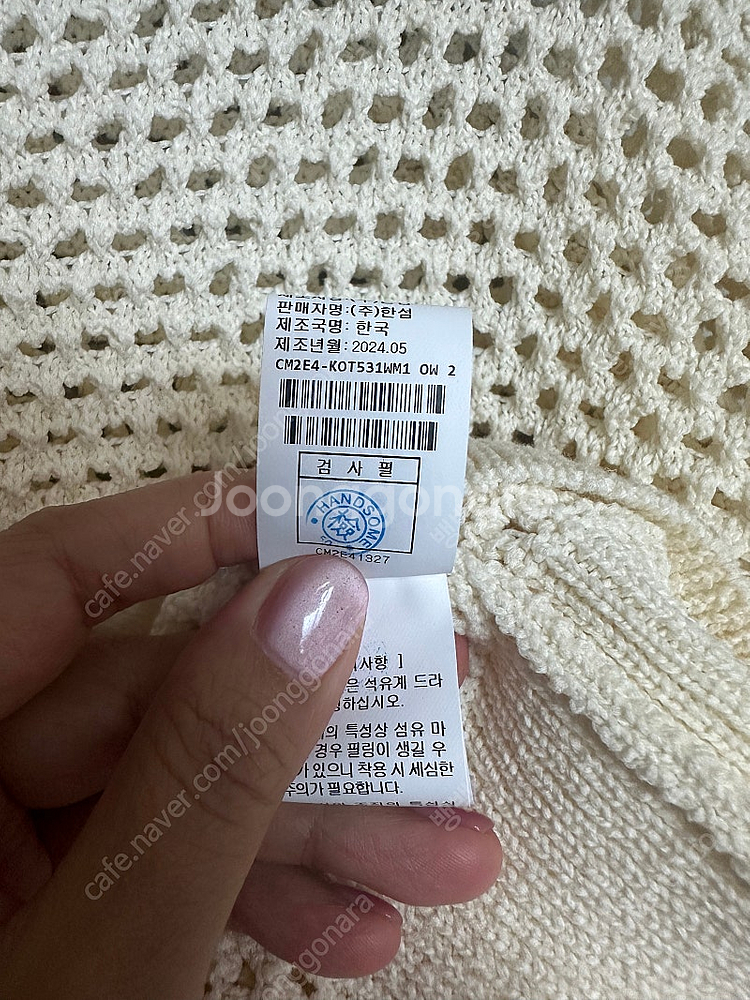 판매자명:(주)한섬
제조국명: 한국
제조년월: 2024.05
CM2E4-KOT531WM1 OW 2
검 사 필
HANDSOME
CM2E41327
사항 ]
은 석유계 드라
하십시오.
의 특성상 섬유 마
경우 필링이 생길 우
가 있으니 착용 시 세심한
주의가 필요합니다.
Joonggonara
cafe.naver.com/joonggonara
cafe.naver.com/joonggonara